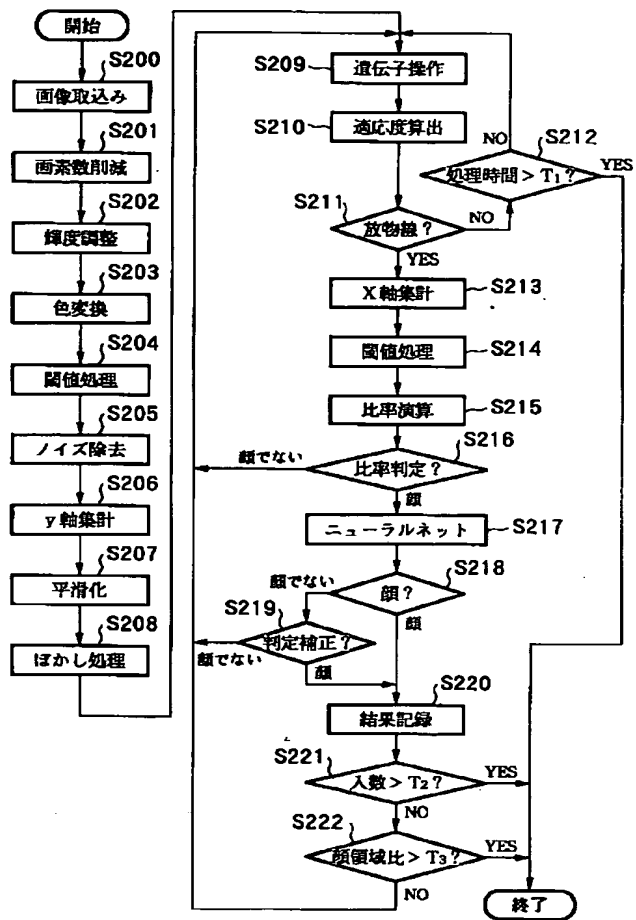 開始
S200
画像取込み
S201
画素数削減
S202
輝度調整
S203
色変換
S204
閾値処理
S205
ノイズ除去
S206
y軸集計
S207
平滑化
S208
ぼかし処理
S209
遺伝子操作
S210
適応度算出
S211
放物線？
NO
YES
S212
処理時間＞T₁？
NO
YES
S213
X軸集計
S214
閾値処理
S215
比率演算
S216
比率判定？
顔でない
顔
S217
ニューラルネット
S218
顔？
顔でない
顔
S219
判定補正？
顔でない
顔
S220
結果記録
S221
人数＞T₂？
YES
NO
S222
顔領域比＞T₃？
YES
NO
終了